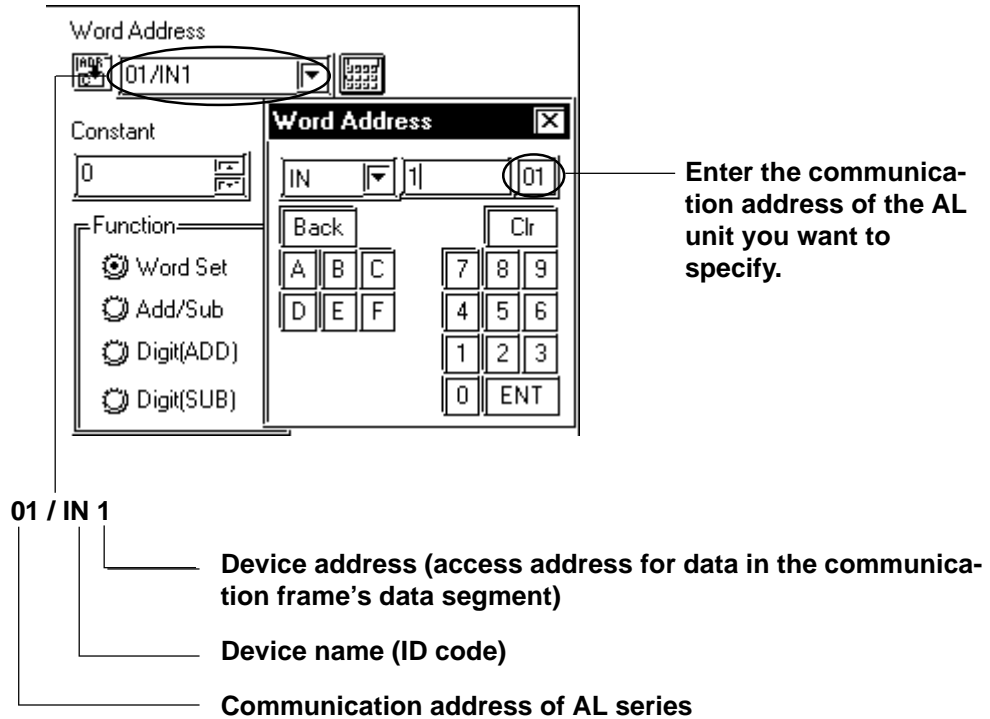 Word Address
ADR
C
01/IN1
Constant
Word Address
0
IN 1 01
Enter the communica-
tion address of the AL
unit you want to
specify.
Function
Back Clr
Word Set
A B C 7 8 9
Add/Sub
D E F 4 5 6
Digit(ADD)
1 2 3
Digit(SUB)
0 ENT
01 / IN 1
Device address (access address for data in the communica-
tion frame's data segment)
Device name (ID code)
Communication address of AL series